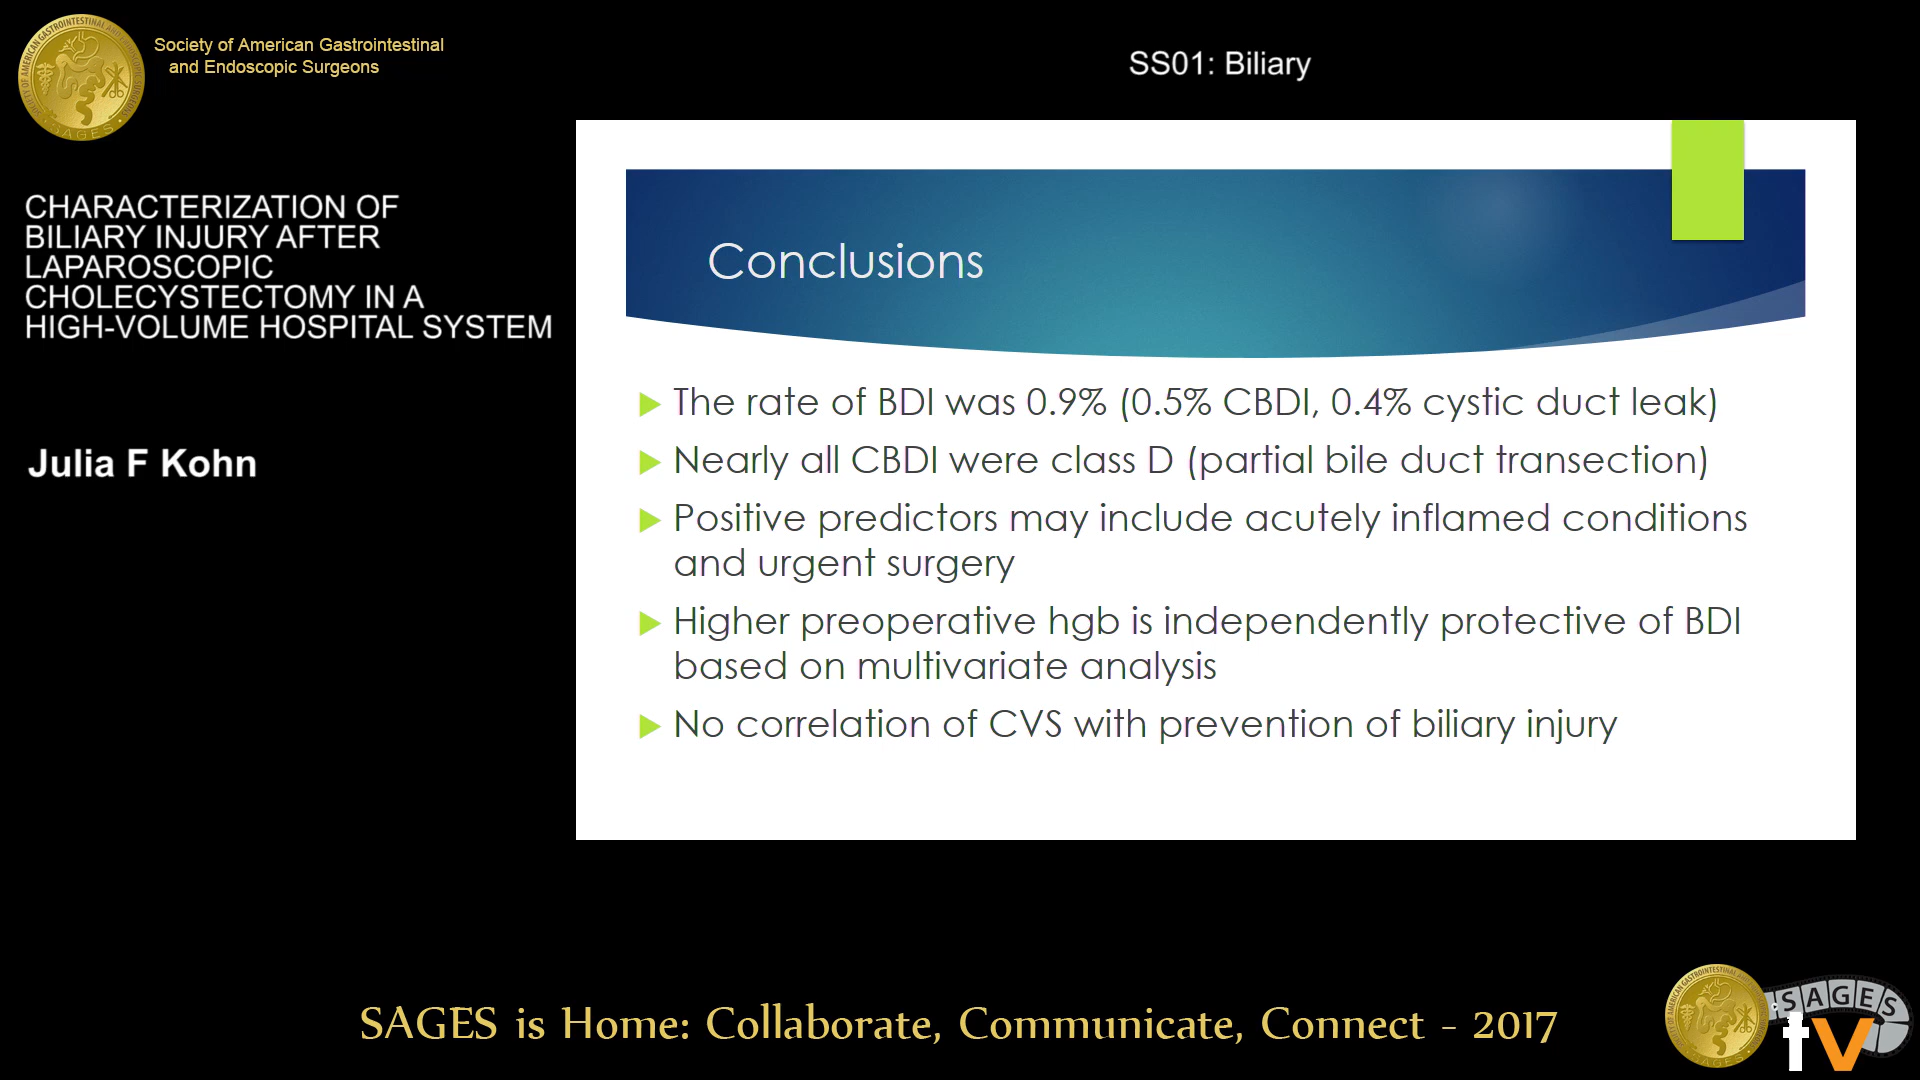 Society of American Gastrointestinal
and Endoscopic Surgeons
SS01: Biliary
CHARACTERIZATION OF
BILIARY INJURY AFTER
LAPAROSCOPIC
CHOLECYSTECTOMY IN A
HIGH-VOLUME HOSPITAL SYSTEM
Julia F Kohn
Conclusions
The rate of BDI was 0.9% (0.5% CBDI, 0.4% cystic duct leak)
Nearly all CBDI were class D (partial bile duct transection)
Positive predictors may include acutely inflamed conditions
and urgent surgery
Higher preoperative hgb is independently protective of BDI
based on multivariate analysis
No correlation of CVS with prevention of biliary injury
SAGES is Home: Collaborate, Communicate, Connect - 2017
SAGES
tv